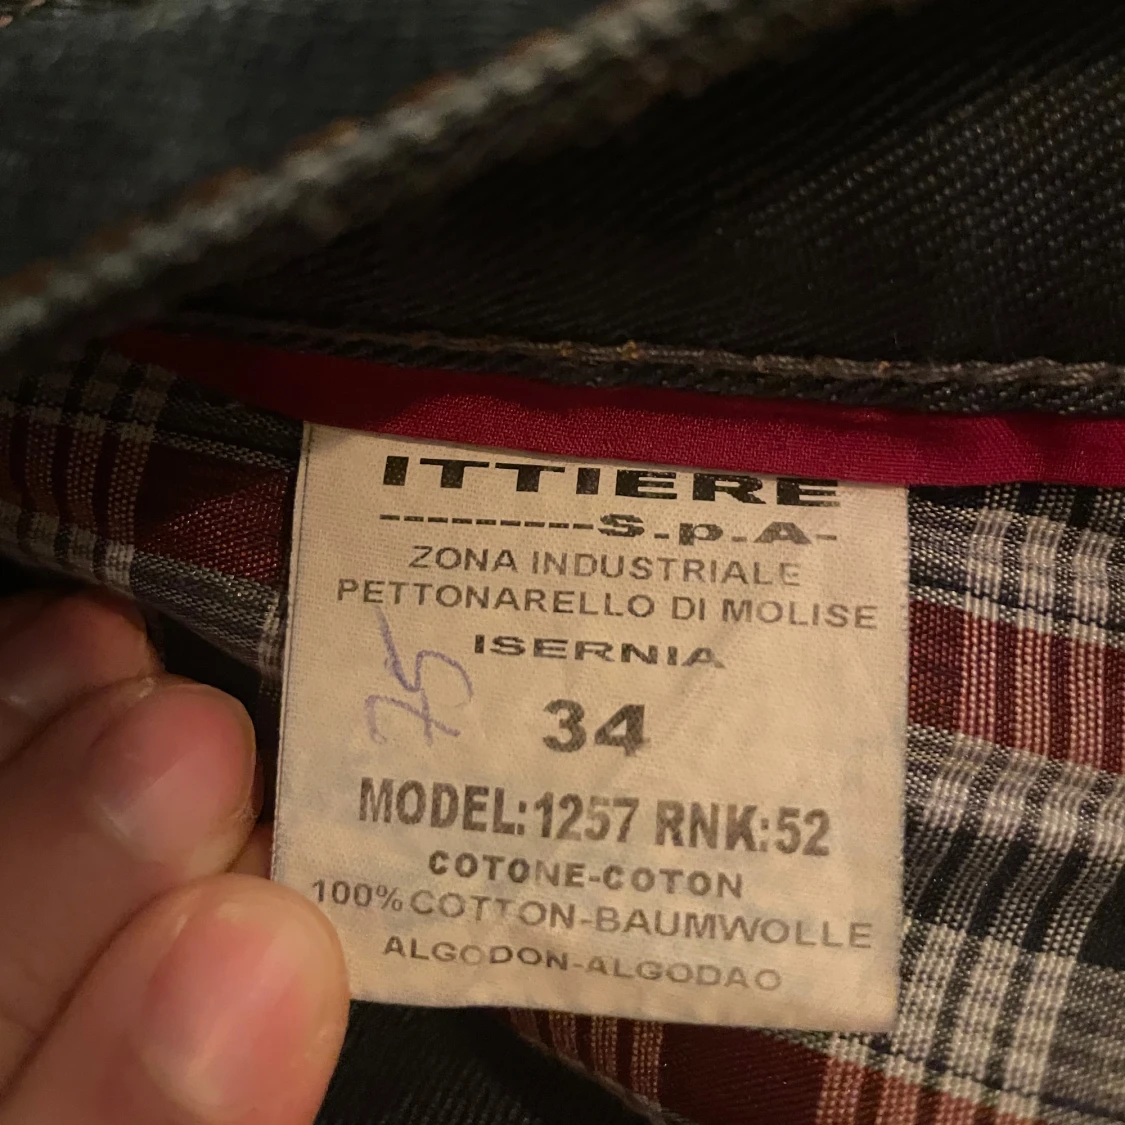 ITTIERE
---------S.p.A-
ZONA INDUSTRIALE
PETTONARELLO DI MOLISE
ISERNIA
75
34
MODEL:1257 RNK:52
COTONE-COTON
100% COTTON-BAUMWOLLE
ALGODON-ALGODAO